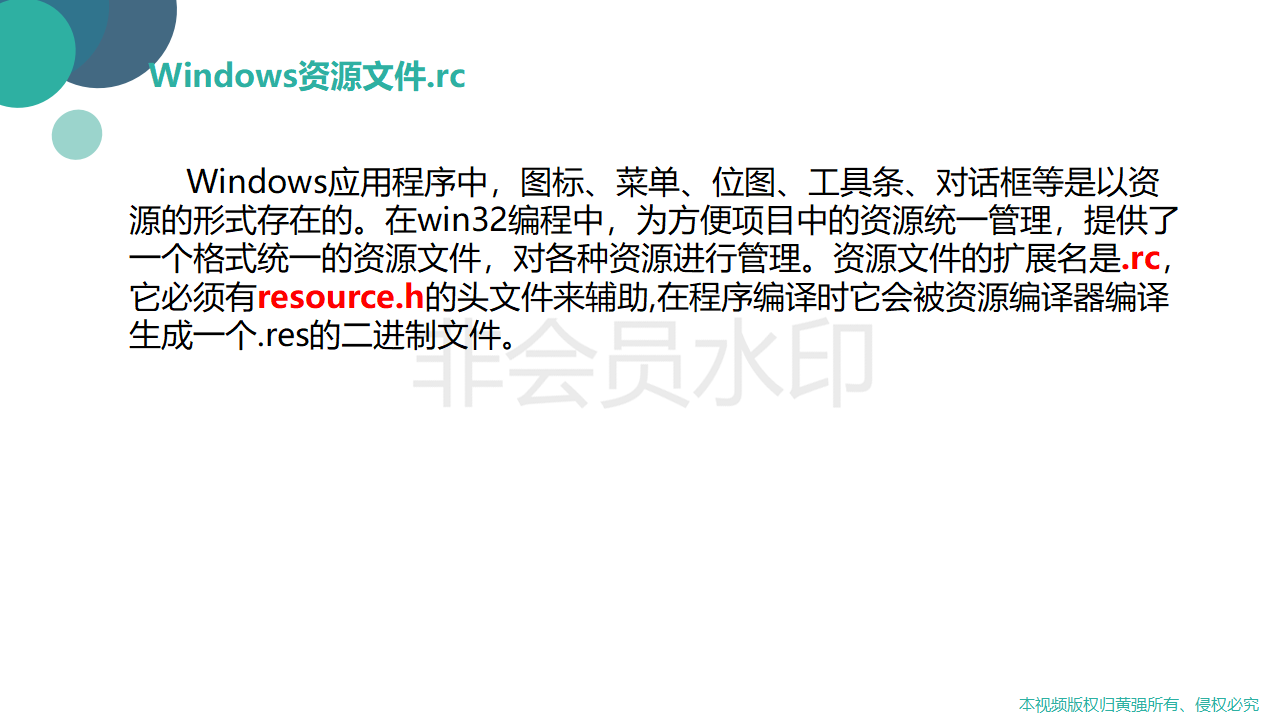 Windows资源文件.rc
Windows应用程序中，图标、菜单、位图、工具条、对话框等是以资
源的形式存在的。在win32编程中，为方便项目中的资源统一管理，提供了
一个格式统一的资源文件，对各种资源进行管理。资源文件的扩展名是.rc，
它必须有resource.h的头文件来辅助,在程序编译时它会被资源编译器编译
生成一个.res的二进制文件。
非会员水印
本视频版权归黄强所有、侵权必究